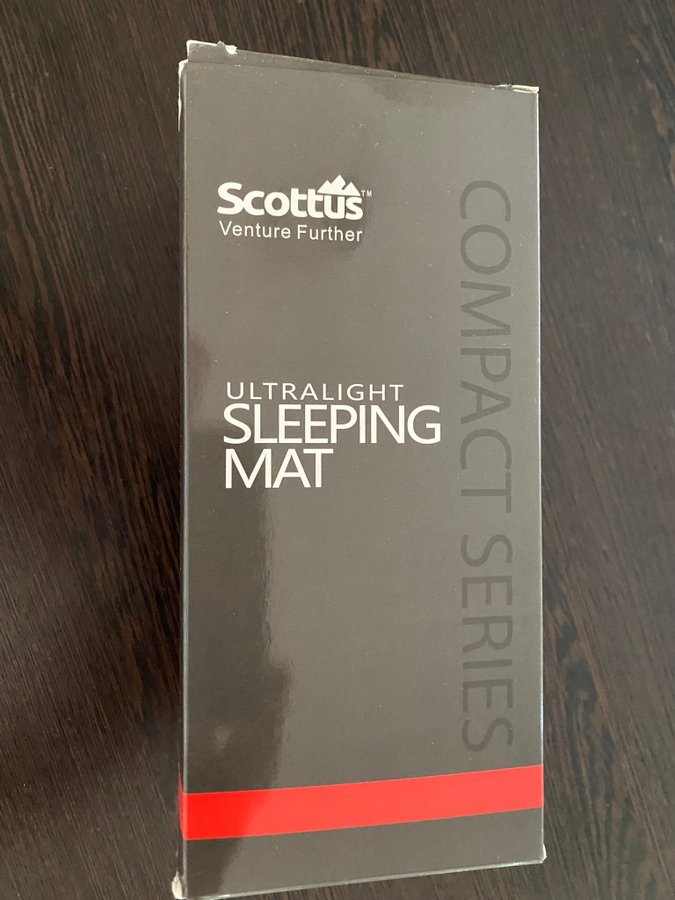 Scottus™
Venture Further
ULTRALIGHT
SLEEPING
MAT
COMPACT SERIES